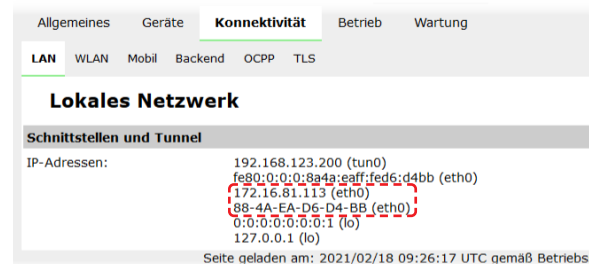 Allgemeines Geräte Konnektivität Betrieb Wartung
LAN WLAN Mobil Backend OCPP TLS
Lokales Netzwerk
Schnittstellen und Tunnel
IP-Adressen: 192.168.123.200 (tun0)
fe80:0:0:0:8a4a:eaff:fed6:d4bb (eth0)
172.16.81.113 (eth0)
88-4A-EA-D6-D4-BB (eth0)
0:0:0:0:0:0:0:1 (lo)
127.0.0.1 (lo)
Seite geladen am: 2021/02/18 09:26:17 UTC gemäß Betriebs